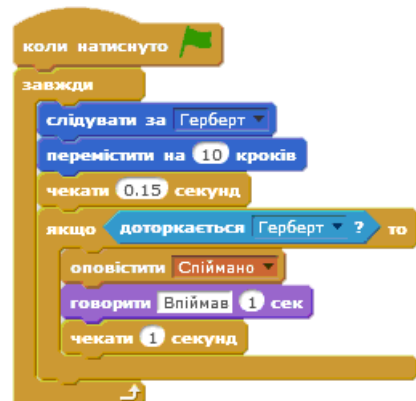 коли натиснуто
завжди
слідувати за Герберт
перемістити на 10 кроків
чекати 0.15 секунд
якщо доторкається Герберт ? то
оповістити Спіймано
говорити Впіймав 1 сек
чекати 1 секунд